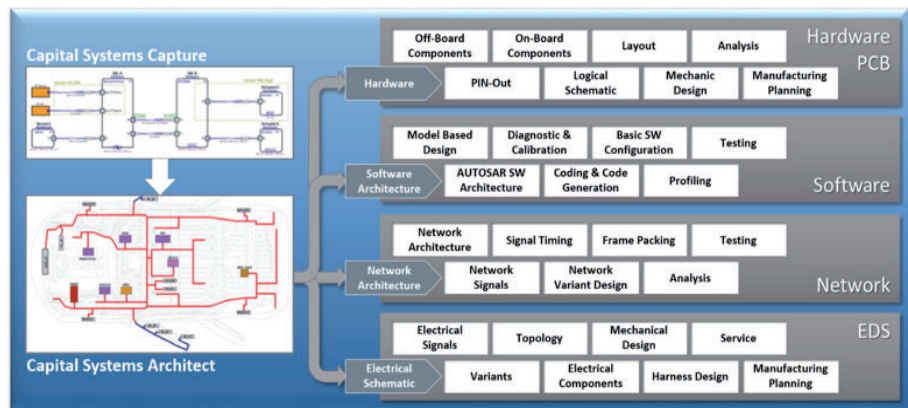 Capital Systems Capture
Capital Systems Architect
Hardware
PCB
Off-Board
Components
On-Board
Components
Layout
Analysis
Hardware
PIN-Out
Logical
Schematic
Mechanic
Design
Manufacturing
Planning
Model Based
Design
Diagnostic &
Calibration
Basic SW
Configuration
Testing
Software
Architecture
AUTOSAR SW
Architecture
Coding & Code
Generation
Profiling
Software
Network
Architecture
Signal Timing
Frame Packing
Testing
Network
Architecture
Network
Signals
Network
Variant Design
Analysis
Network
EDS
Electrical
Signals
Topology
Mechanical
Design
Service
Electrical
Schematic
Variants
Electrical
Components
Harness Design
Manufacturing
Planning